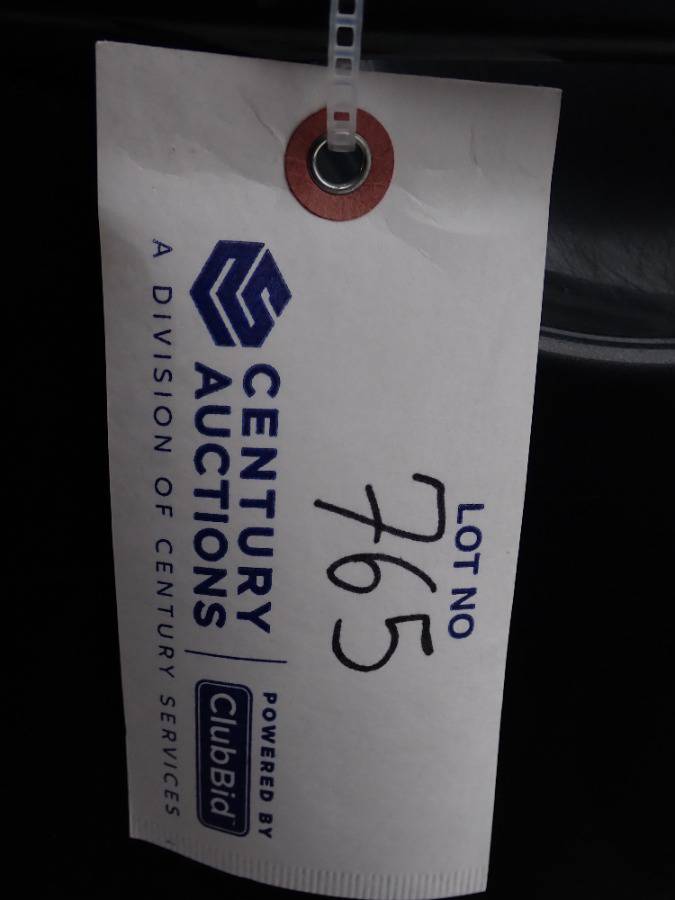 LOT NO
765
CENTURY
AUCTIONS
POWERED BY
ClubBid
A DIVISION OF CENTURY SERVICES